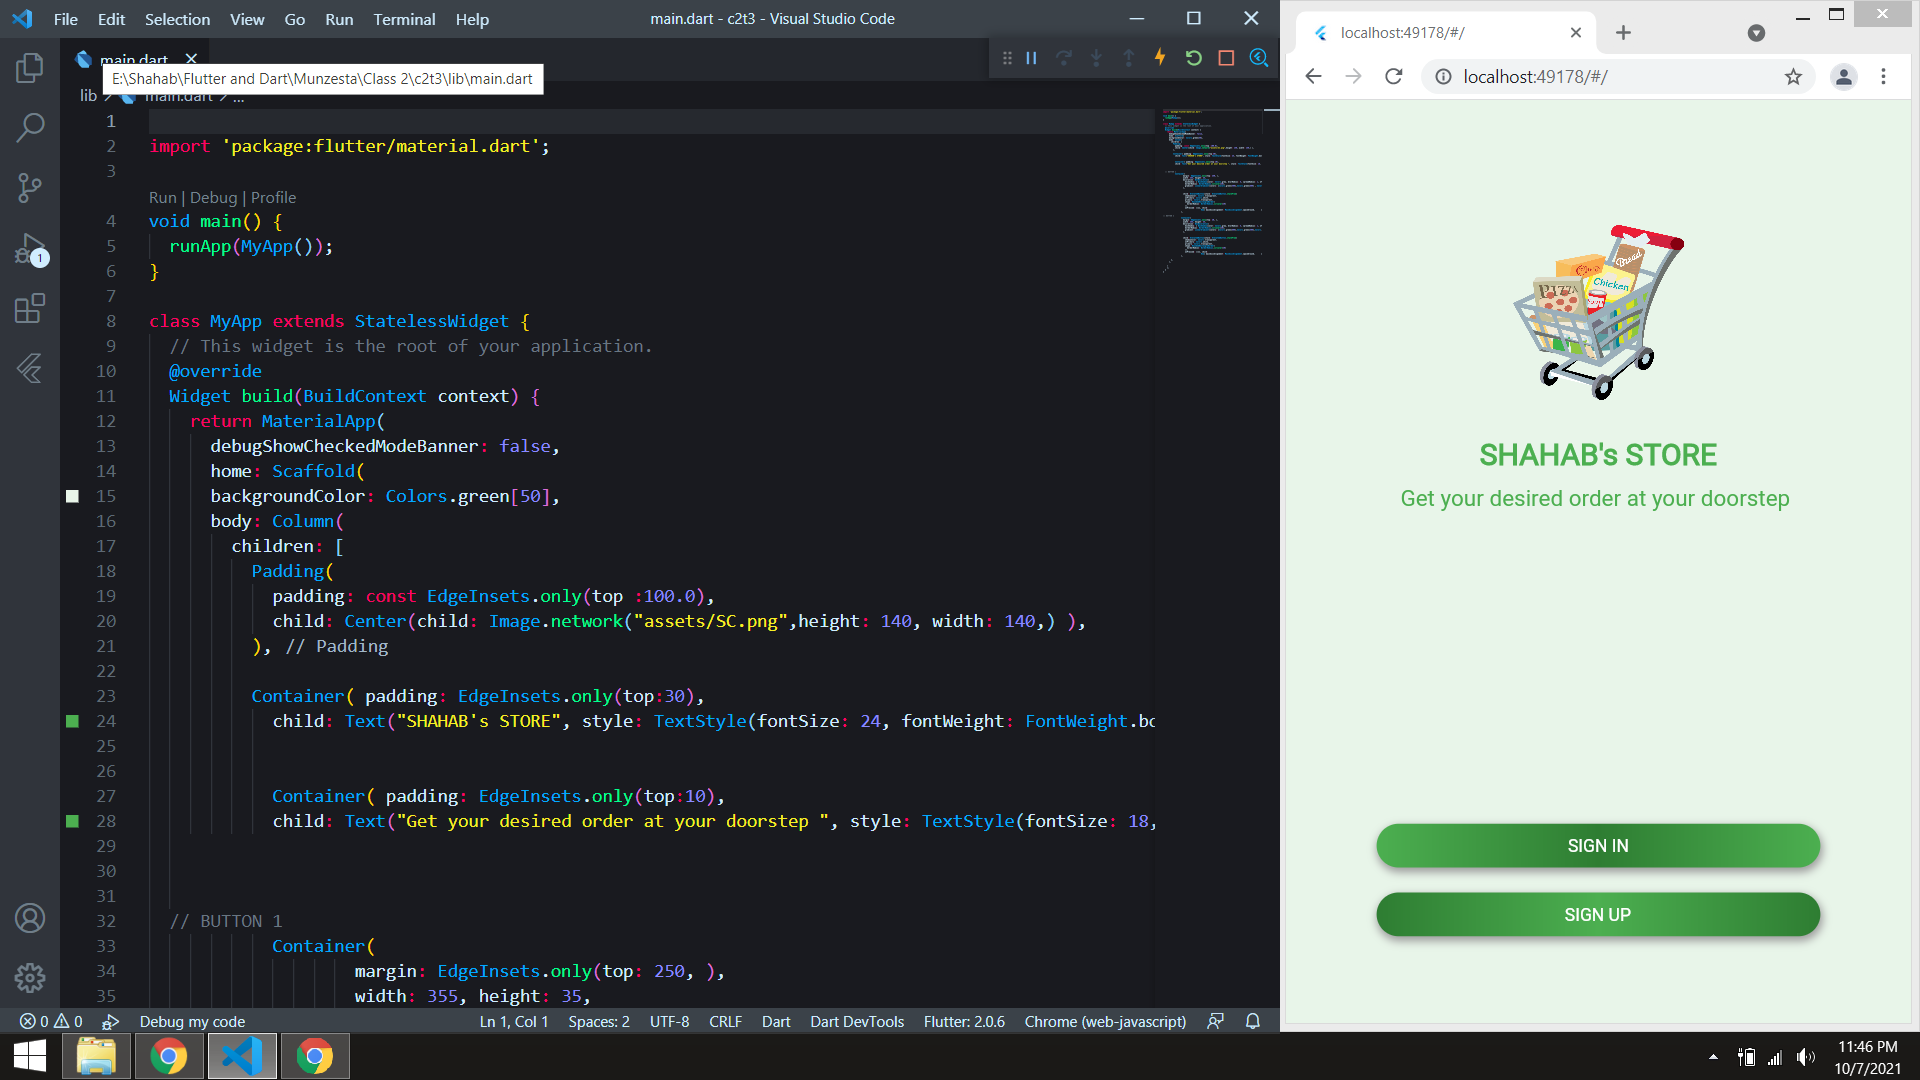 File Edit Selection View Go Run Terminal Help
main.dart - c2t3 - Visual Studio Code
main.dart
E:\Shahab\Flutter and Dart\Munzesta\Class 2\c2t3\lib\main.dart
lib > main.dart > ...
1
2 import 'package:flutter/material.dart';
3
Run | Debug | Profile
4 void main() {
5 runApp(MyApp());
6 }
7
8 class MyApp extends StatelessWidget {
9 // This widget is the root of your application.
10 @override
11 Widget build(BuildContext context) {
12 return MaterialApp(
13 debugShowCheckedModeBanner: false,
14 home: Scaffold(
15 backgroundColor: Colors.green[50],
16 body: Column(
17 children: [
18 Padding(
19 padding: const EdgeInsets.only(top :100.0),
20 child: Center(child: Image.network("assets/SC.png",height: 140, width: 140,) ),
21 ), // Padding
22
23 Container( padding: EdgeInsets.only(top:30),
24 child: Text("SHAHAB's STORE", style: TextStyle(fontSize: 24, fontWeight: FontWeight.bo
25
26
27 Container( padding: EdgeInsets.only(top:10),
28 child: Text("Get your desired order at your doorstep ", style: TextStyle(fontSize: 18,
29
30
31
32 // BUTTON 1
33 Container(
34 margin: EdgeInsets.only(top: 250, ),
35 width: 355, height: 35,
1
0 0 Debug my code Ln 1, Col 1 Spaces: 2 UTF-8 CRLF Dart Dart DevTools Flutter: 2.0.6 Chrome (web-javascript)
localhost:49178/#/
localhost:49178/#/
Bread
Chicken
PIZZA
SHAHAB's STORE
Get your desired order at your doorstep
SIGN IN
SIGN UP
11:46 PM
10/7/2021